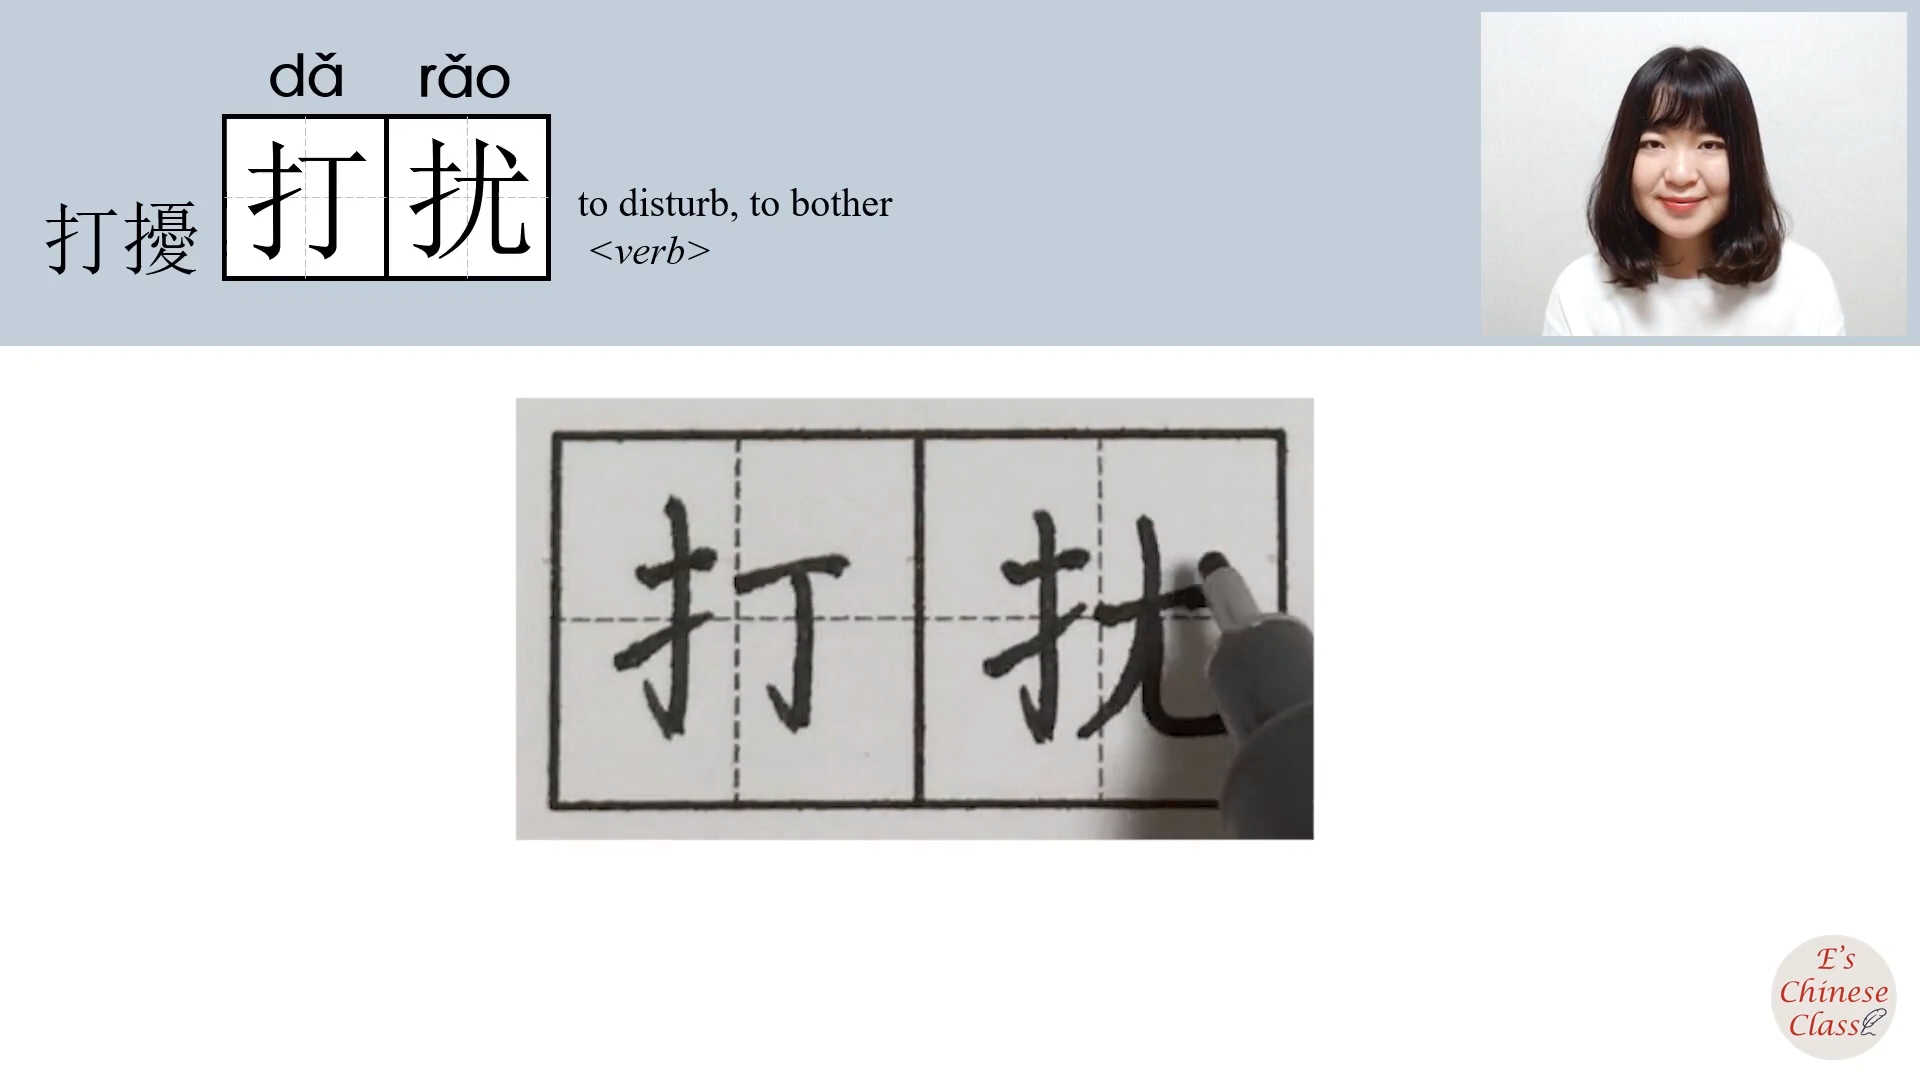 dǎ rǎo
打擾 打扰
to disturb, to bother
<verb>
打扰
E's
Chinese
Class